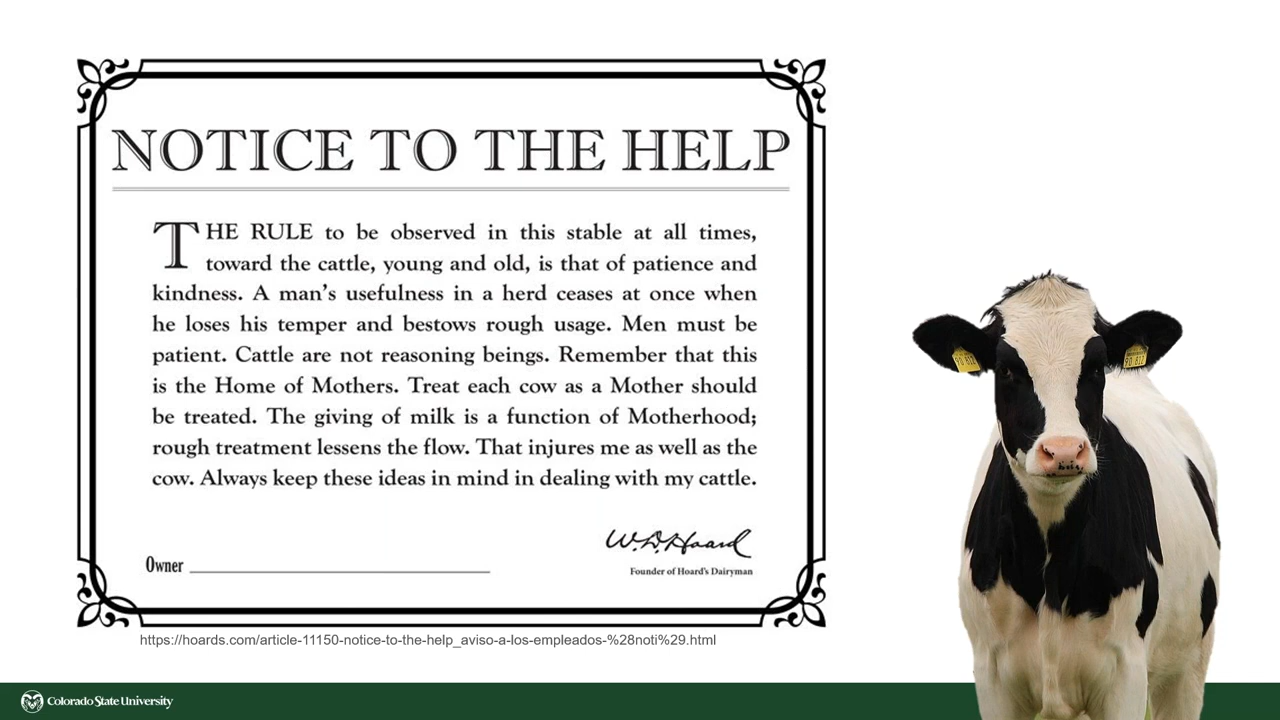 NOTICE TO THE HELP
THE RULE to be observed in this stable at all times,
toward the cattle, young and old, is that of patience and
kindness. A man's usefulness in a herd ceases at once when
he loses his temper and bestows rough usage. Men must be
patient. Cattle are not reasoning beings. Remember that this
is the Home of Mothers. Treat each cow as a Mother should
be treated. The giving of milk is a function of Motherhood;
rough treatment lessens the flow. That injures me as well as the
cow. Always keep these ideas in mind in dealing with my cattle.
W.D.Hoard
Owner
Founder of Hoard's Dairyman
https://hoards.com/article-11150-notice-to-the-help_aviso-a-los-empleados-%28noti%29.html
Colorado State University